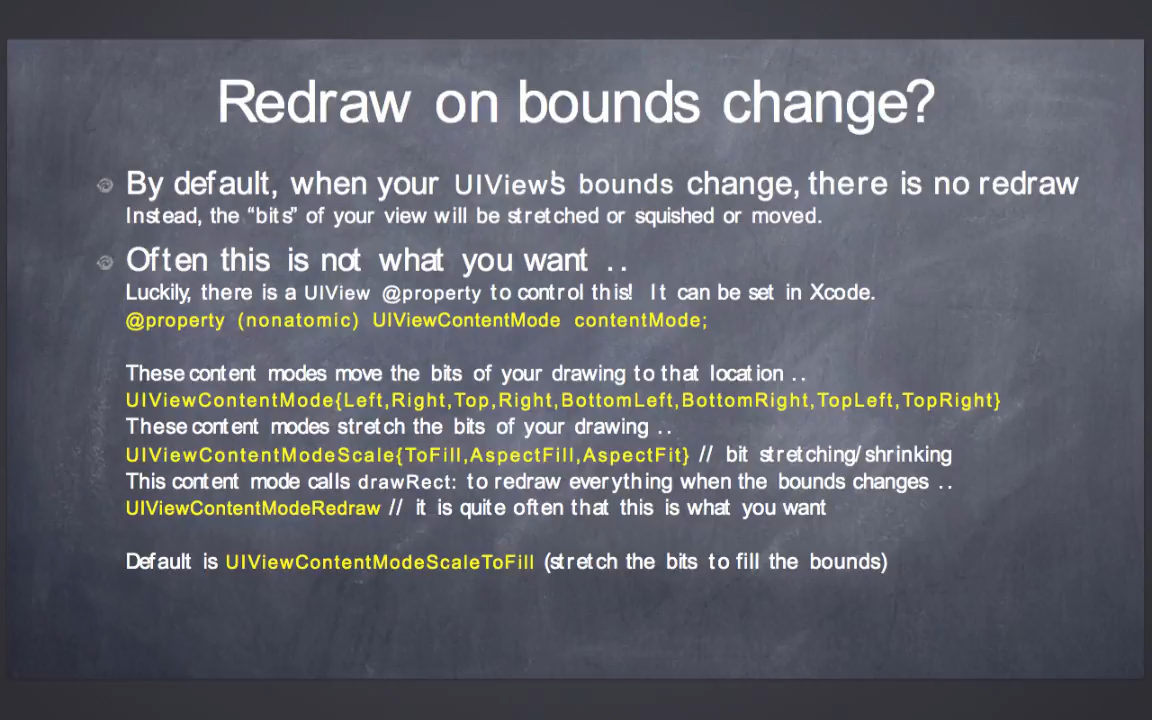 Redraw on bounds change?
By default, when your UIView's bounds change, there is no redraw
Instead, the “bits” of your view will be stretched or squished or moved.
Often this is not what you want ..
Luckily, there is a UIView @property to control this! It can be set in Xcode.
@property (nonatomic) UIViewContentMode contentMode;
These content modes move the bits of your drawing to that location ..
UIViewContentMode{Left,Right,Top,Right,BottomLeft,BottomRight,TopLeft,TopRight}
These content modes stretch the bits of your drawing ..
UIViewContentModeScale{ToFill,AspectFill,AspectFit} // bit stretching/shrinking
This content mode calls drawRect: to redraw everything when the bounds changes ..
UIViewContentModeRedraw // it is quite often that this is what you want
Default is UIViewContentModeScaleToFill (stretch the bits to fill the bounds)